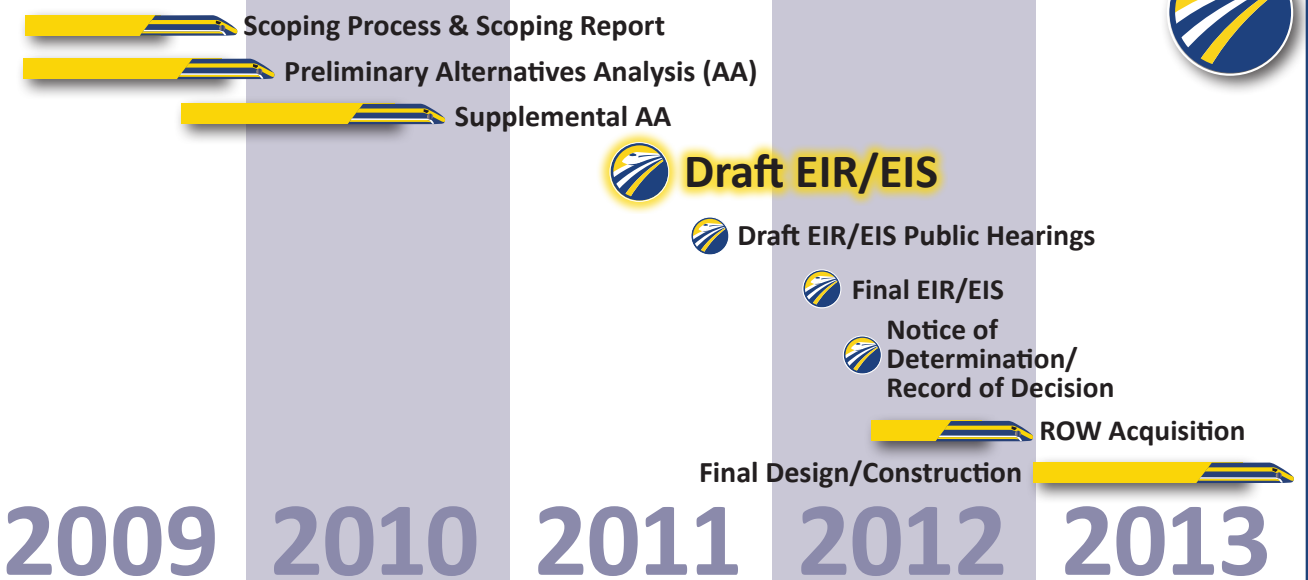 Scoping Process & Scoping Report
Preliminary Alternatives Analysis (AA)
Supplemental AA
Draft EIR/EIS
Draft EIR/EIS Public Hearings
Final EIR/EIS
Notice of
Determination/
Record of Decision
ROW Acquisition
Final Design/Construction
2009 2010 2011 2012 2013